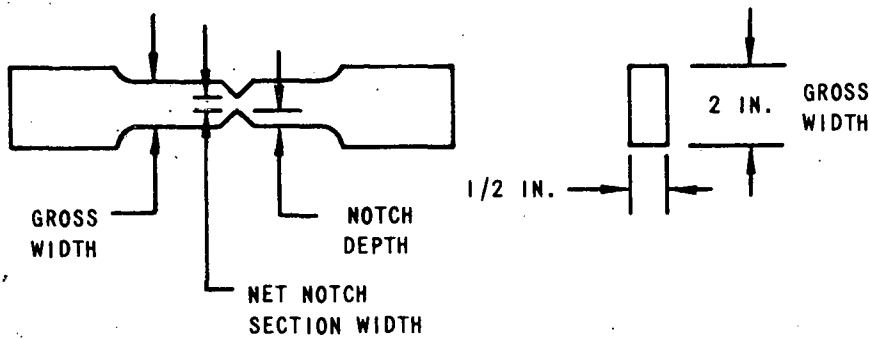 GROSS
WIDTH
NOTCH
DEPTH
NET NOTCH
SECTION WIDTH
1/2 IN.
2 IN.
GROSS
WIDTH